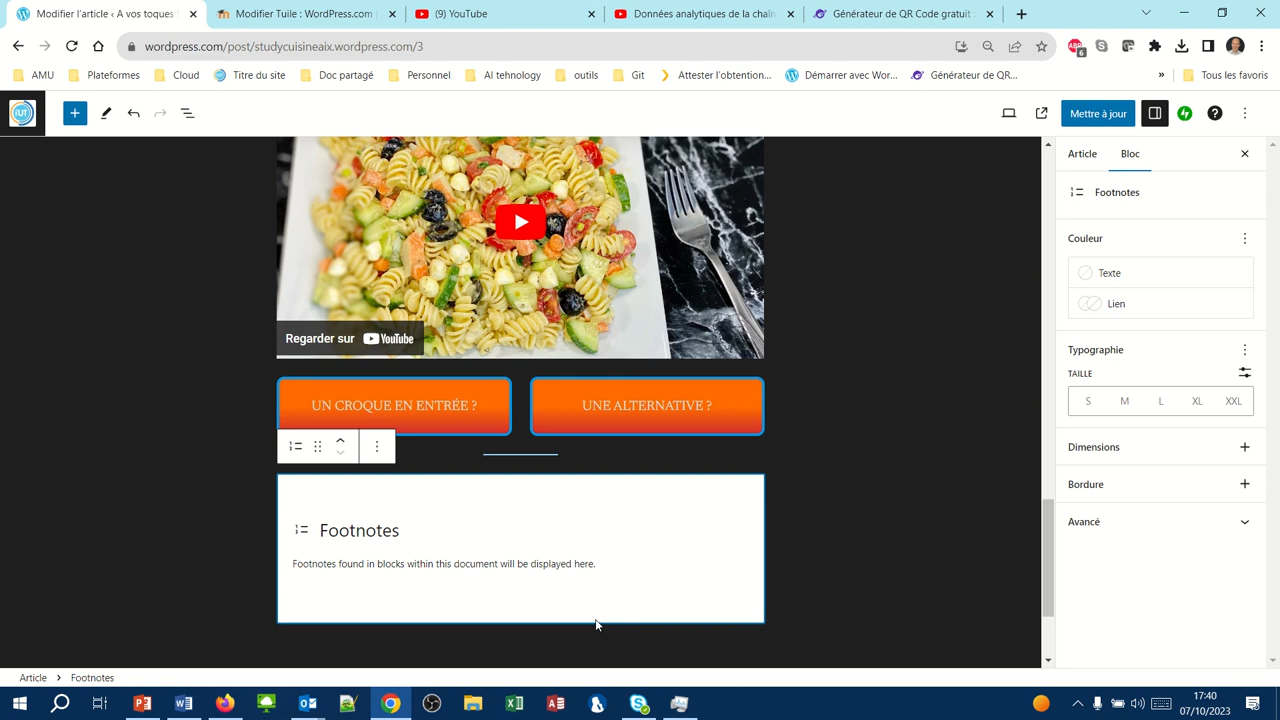 Modifier l'article « A vos toques
Modifier Tuile : WordPress.com
(9) YouTube
Données analytiques de la chaîn
Générateur de QR Code gratuit
wordpress.com/post/studycuisineaix.wordpress.com/3
ABP
6
AMU
Plateformes
Cloud
Titre du site
Doc partagé
Personnel
AI tehnology
outils
Git
Attester l'obtention...
Démarrer avec Wor...
Générateur de QR...
»
Tous les favoris
Mettre à jour
Article
Bloc
Footnotes
Couleur
Texte
Lien
Typographie
TAILLE
S M L XL XXL
Dimensions
Bordure
Avancé
Regarder sur YouTube
UN CROQUE EN ENTRÉE ?
UNE ALTERNATIVE ?
Footnotes
Footnotes found in blocks within this document will be displayed here.
Article
Footnotes
17:40
07/10/2023